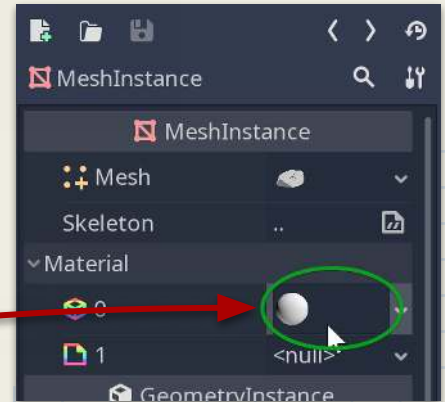 MeshInstance
MeshInstance
Mesh
Skeleton ..
Material
0
1 <null>
GeometryInstance